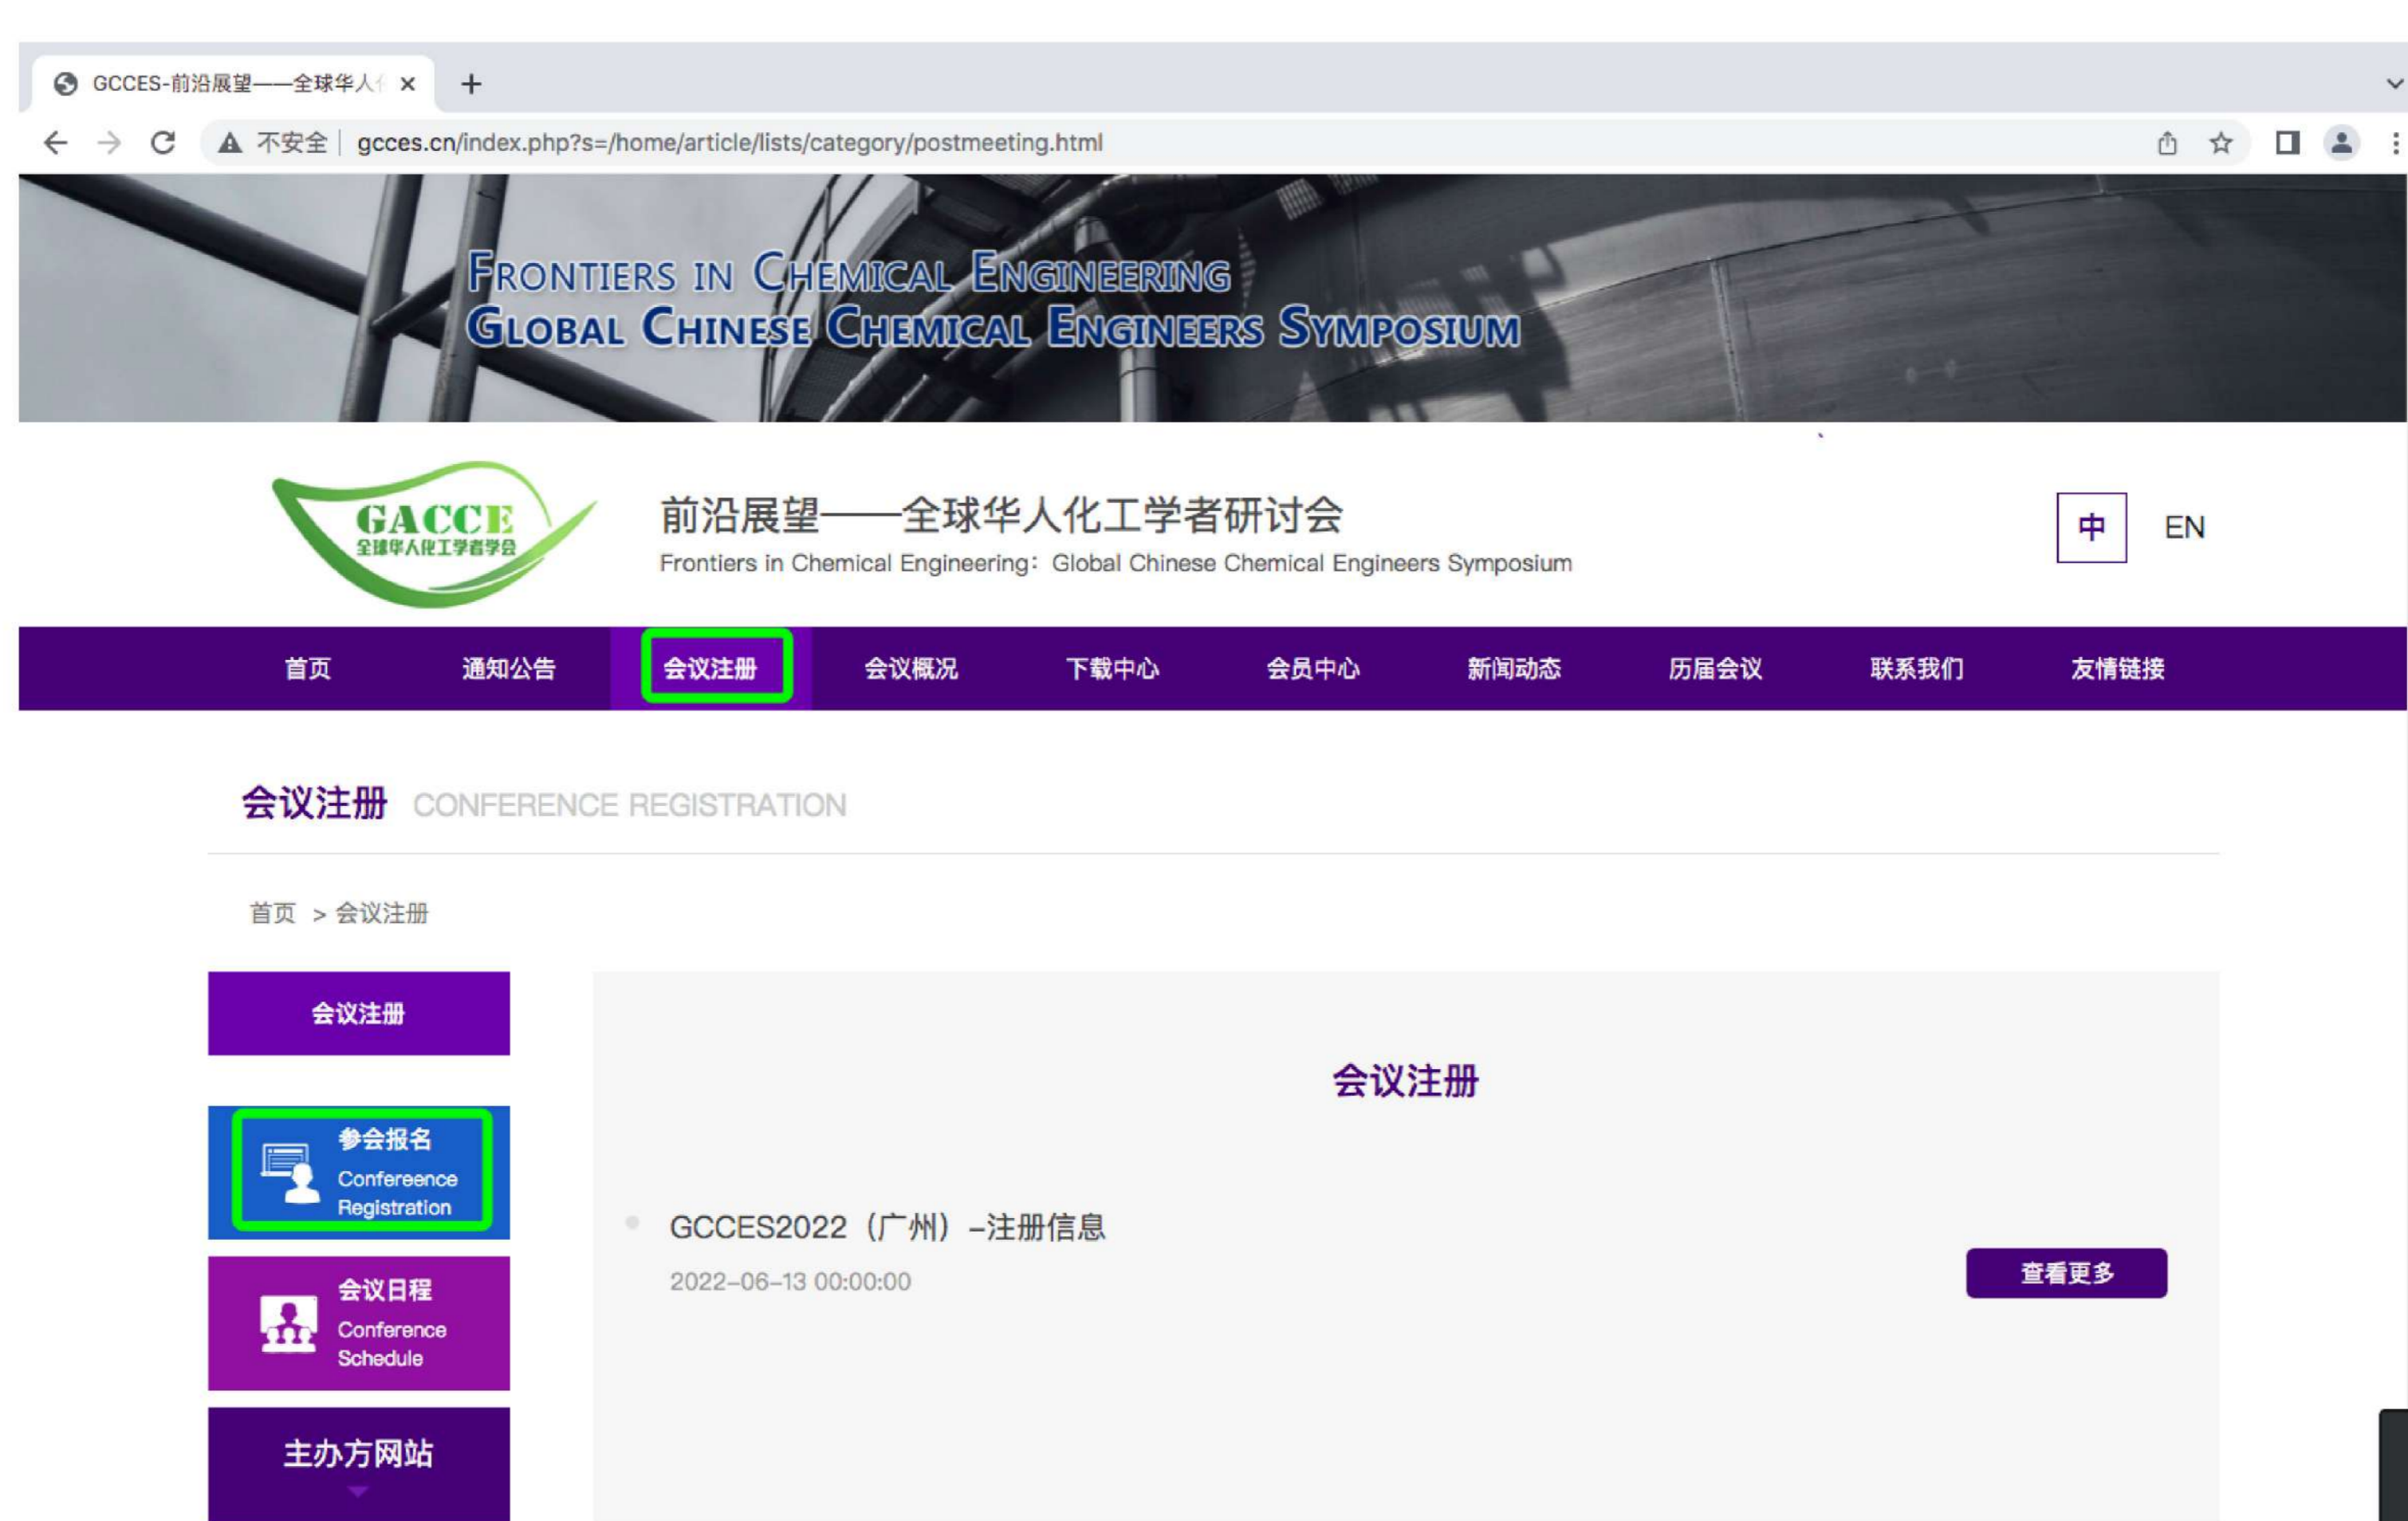 GCCES-前沿展望——全球华人
不安全 gcces.cn/index.php?s=/home/article/lists/category/postmeeting.html
FRONTIERS IN CHEMICAL ENGINEERING
GLOBAL CHINESE CHEMICAL ENGINEERS SYMPOSIUM
GACCE
全球华人化工学者学会
前沿展望——全球华人化工学者研讨会
Frontiers in Chemical Engineering：Global Chinese Chemical Engineers Symposium
中 EN
首页 通知公告 会议注册 会议概况 下载中心 会员中心 新闻动态 历届会议 联系我们 友情链接
会议注册 CONFERENCE REGISTRATION
首页 > 会议注册
会议注册
参会报名
Confereence
Registration
会议日程
Conference
Schedule
主办方网站
会议注册
GCCES2022（广州）–注册信息
2022–06–13 00:00:00
查看更多